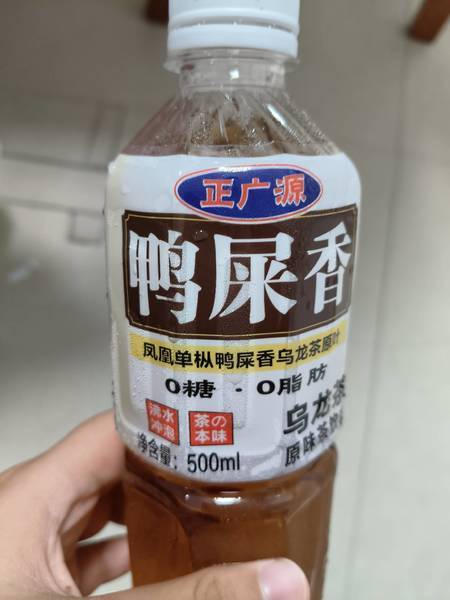 正广源
鸭屎香
凤凰单枞鸭屎香乌龙茶原叶
0糖·0脂肪
沸水
冲泡
茶の
本味
乌龙茶
原味茶饮
净含量：500ml